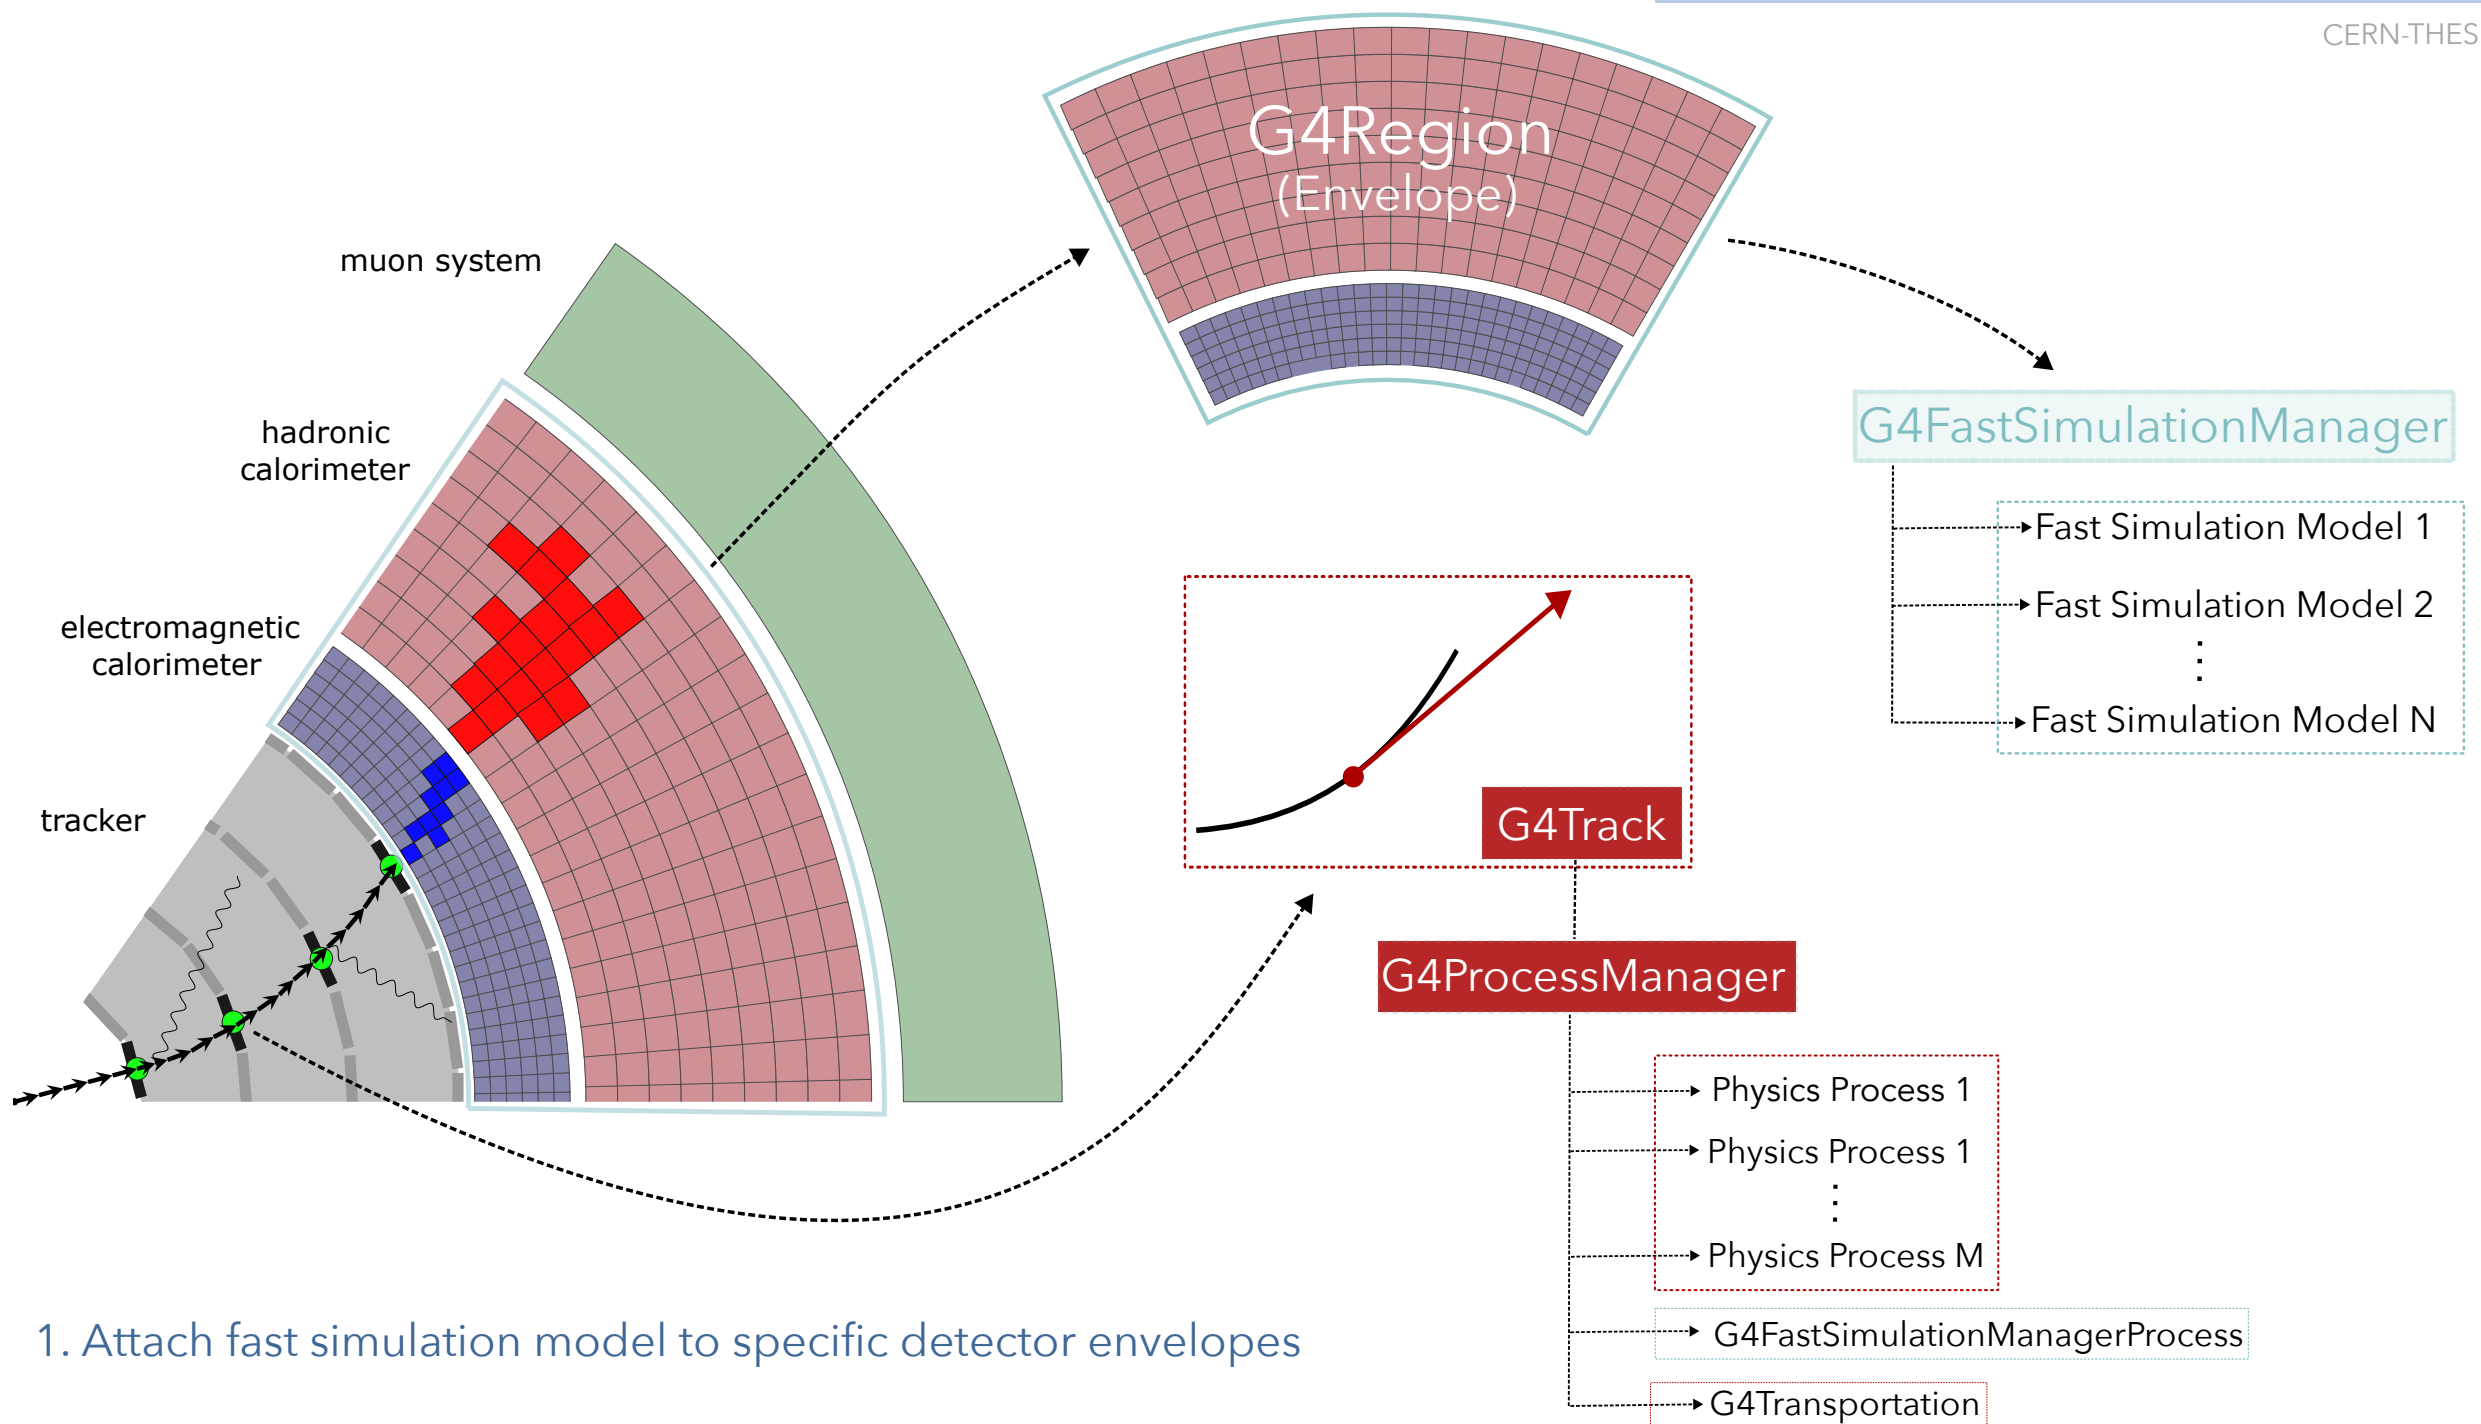 CERN-THES
G4Region
(Envelope)
muon system
hadronic
calorimeter
electromagnetic
calorimeter
tracker
G4FastSimulationManager
Fast Simulation Model 1
Fast Simulation Model 2
⋮
Fast Simulation Model N
G4Track
G4ProcessManager
Physics Process 1
Physics Process 1
⋮
Physics Process M
G4FastSimulationManagerProcess
G4Transportation
1. Attach fast simulation model to specific detector envelopes